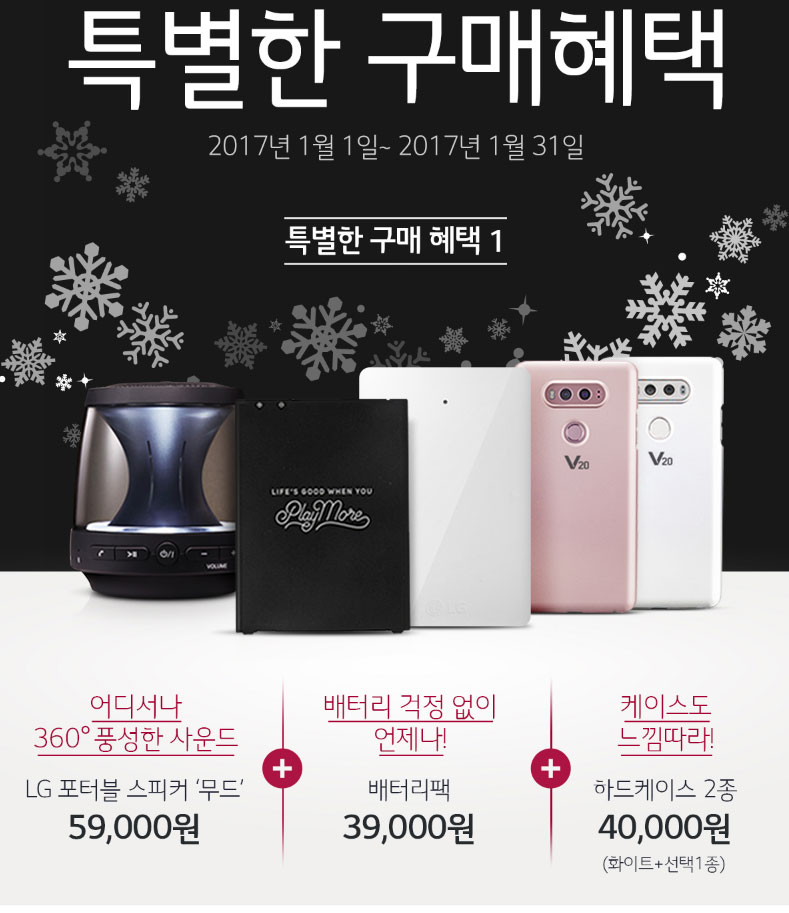 특별한 구매혜택
2017년 1월 1일~ 2017년 1월 31일
특별한 구매 혜택 1
LIFE'S GOOD WHEN YOU
PlayMore
V20
V20
VOLUME
LG
어디서나
360° 풍성한 사운드
LG 포터블 스피커 '무드'
59,000원
배터리 걱정 없이
언제나!
배터리팩
39,000원
케이스도
느낌따라!
하드케이스 2종
40,000원
(화이트+선택1종)